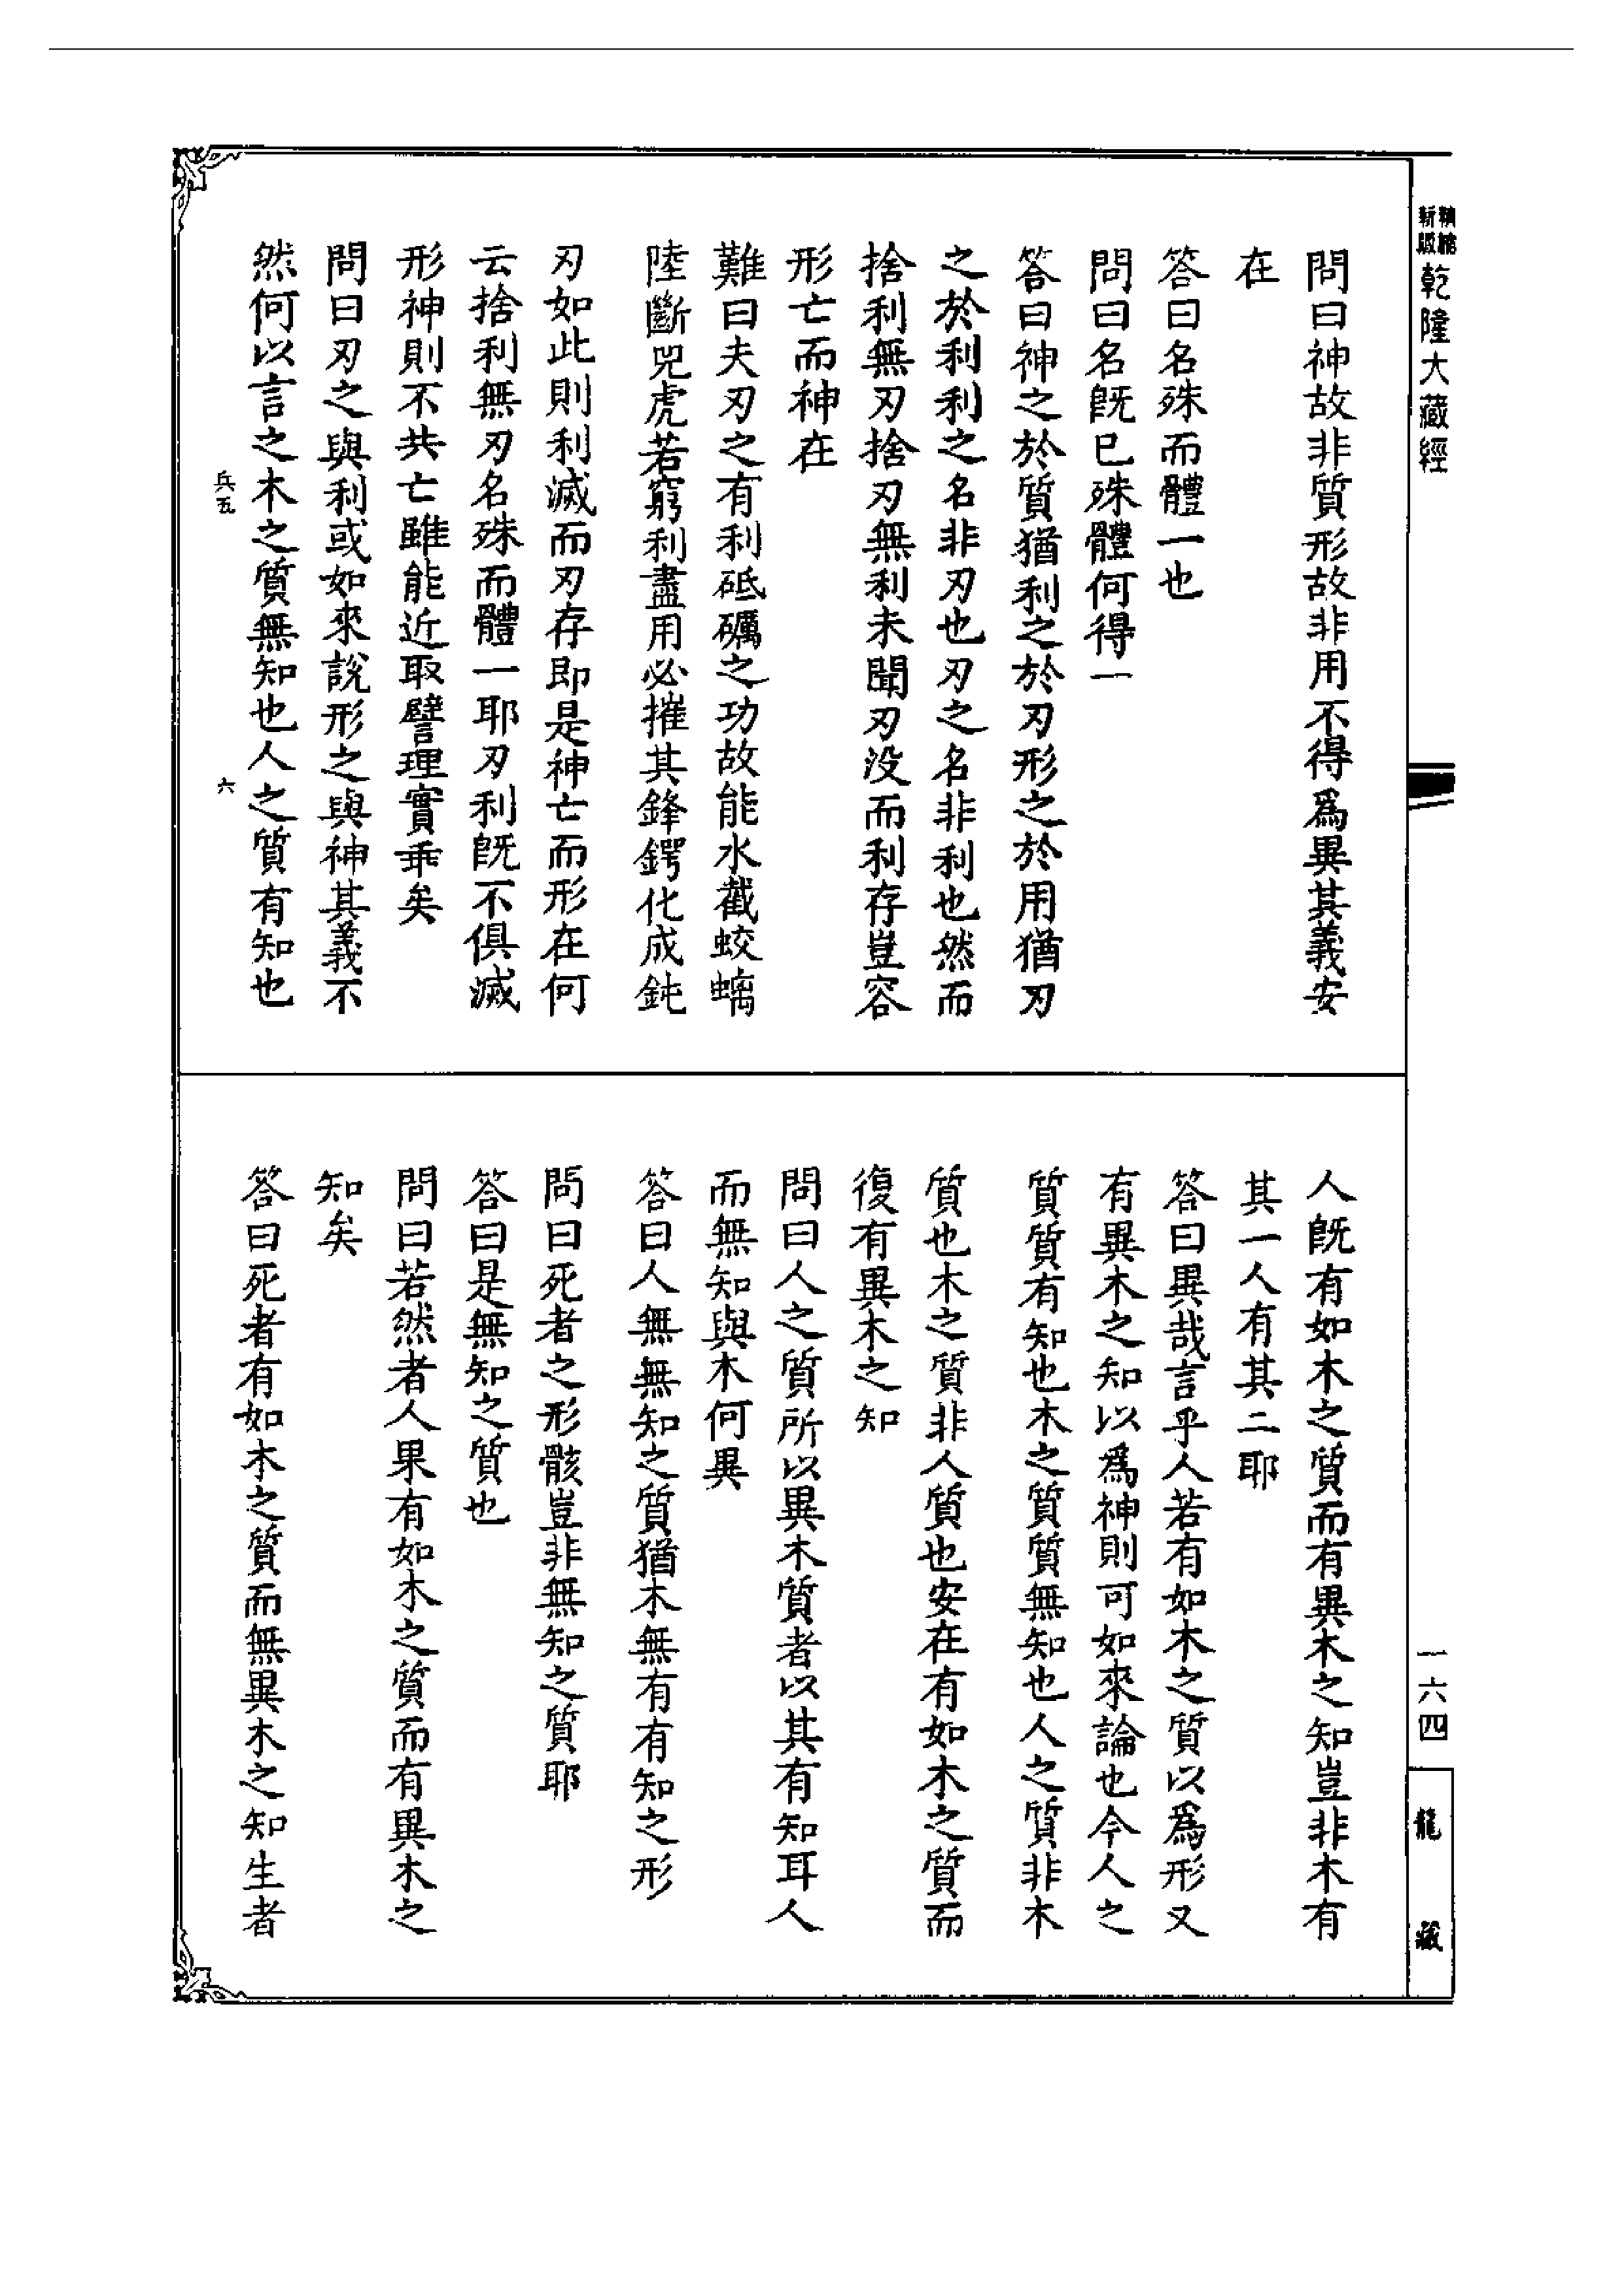 精縮
新版
乾隆大藏經
一六四
龍藏
問曰神故非質形故非用不得爲異其義安
在
答曰名殊而體一也
問曰名旣已殊體何得一
答曰神之於質猶利之於刃形之於用猶刃
之於利利之名非刃也刃之名非利也然而
捨利無刃捨刃無利未聞刃没而利存豈容
形亡而神在
難曰夫刃之有利砥礪之功故能水截蛟螭
陸斷兕虎若窮利盡用必摧其鋒鍔化成鈍
刃如此則利滅而刃存即是神亡而形在何
云捨利無刃名殊而體一耶刃利旣不俱滅
形神則不共亡雖能近取譬理實乖矣
問曰刃之與利或如來說形之與神其義不
然何以言之木之質無知也人之質有知也
兵五
六
人旣有如木之質而有異木之知豈非木有
其一人有其二耶
答曰異哉言乎人若有如木之質以爲形又
有異木之知以爲神則可如來論也今人之
質質有知也木之質質無知也人之質非木
質也木之質非人質也安在有如木之質而
復有異木之知
問曰人之質所以異木質者以其有知耳人
而無知與木何異
答曰人無無知之質猶木無有有知之形
問曰死者之形骸豈非無知之質耶
答曰是無知之質也
問曰若然者人果有如木之質而有異木之
知矣
答曰死者有如木之質而無異木之知生者